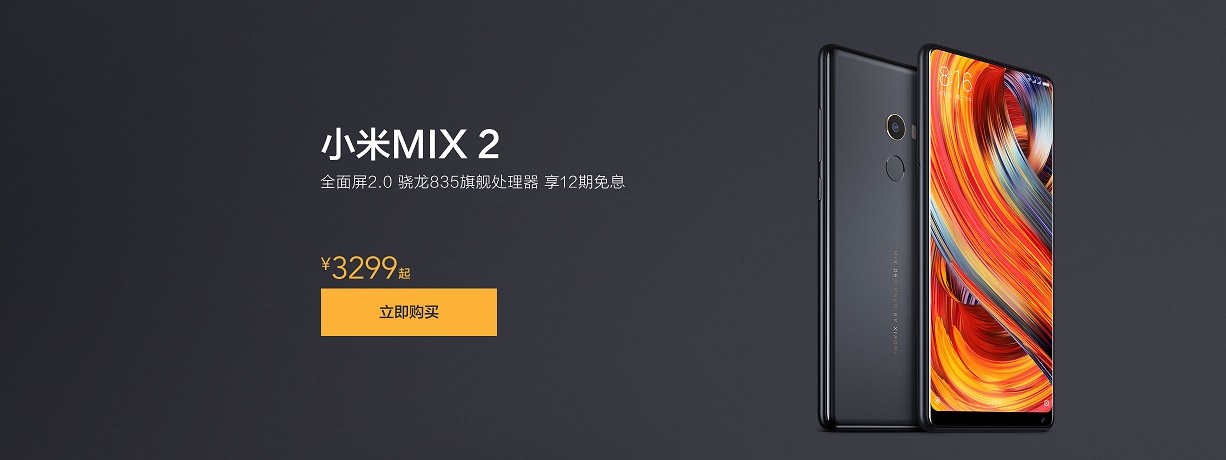 小米MIX 2
全面屏2.0 骁龙835旗舰处理器 享12期免息
¥3299起
立即购买
8:16
MIX DESIGNED BY XIAOMI